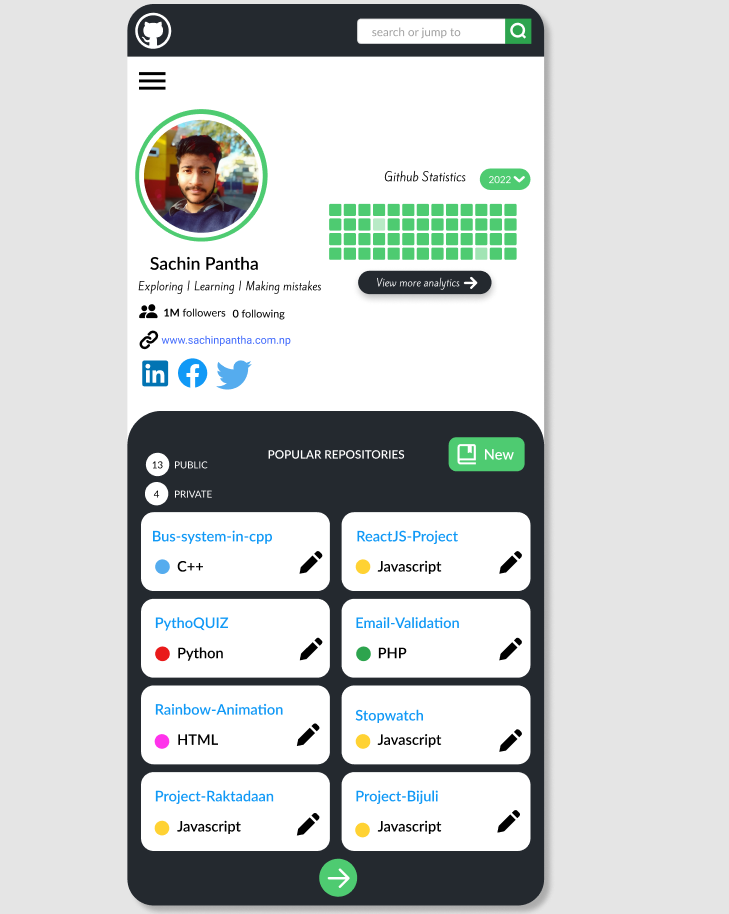 search or jump to
Github Statistics
2022
View more analytics
Sachin Pantha
Exploring | Learning | Making mistakes
1M followers 0 following
www.sachinpantha.com.np
POPULAR REPOSITORIES
New
13 PUBLIC
4 PRIVATE
Bus-system-in-cpp
C++
ReactJS-Project
Javascript
PythoQUIZ
Python
Email-Validation
PHP
Rainbow-Animation
HTML
Stopwatch
Javascript
Project-Raktadaan
Javascript
Project-Bijuli
Javascript